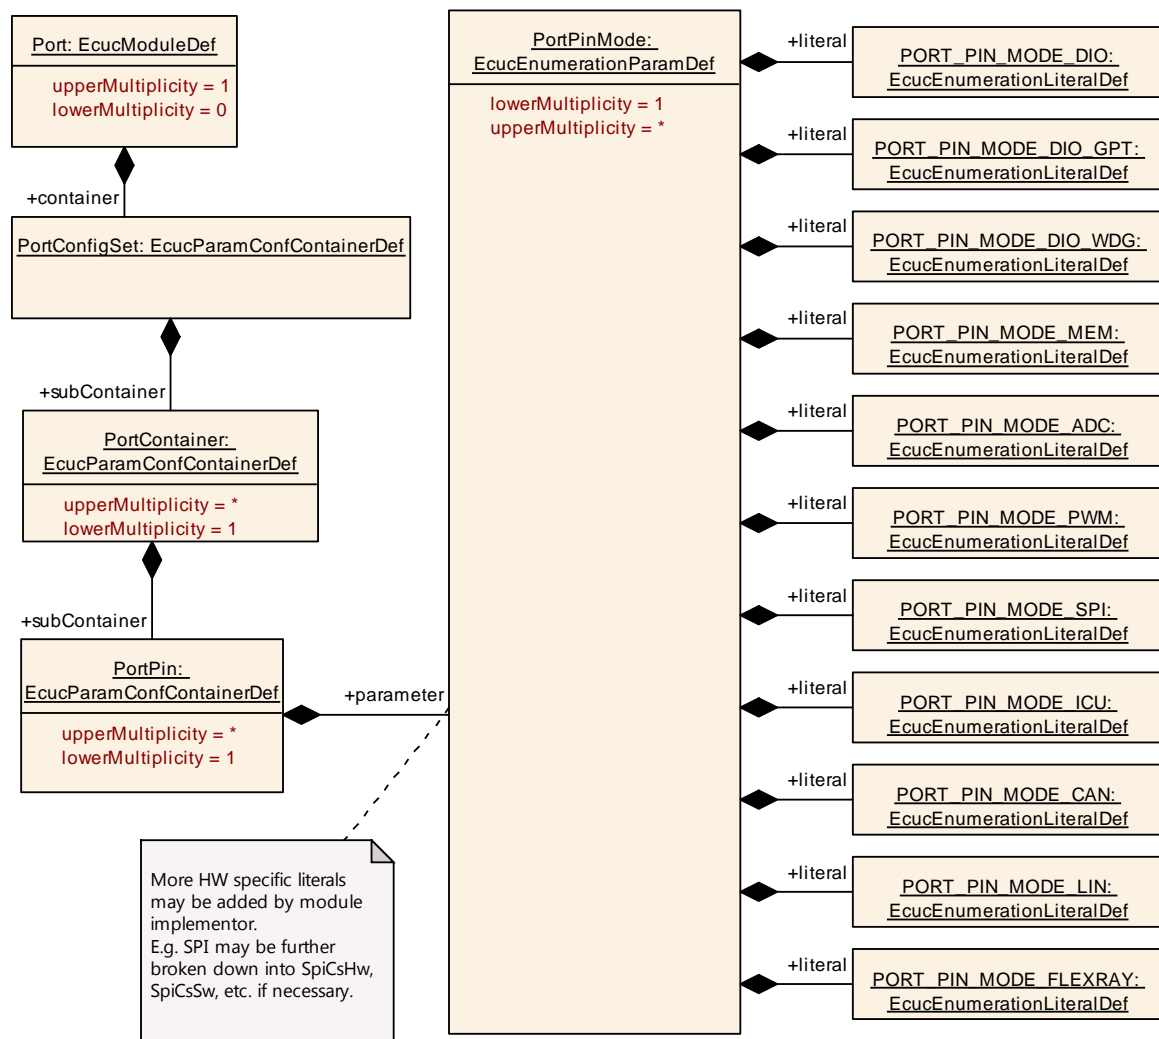 Port: EcucModuleDef
upperMultiplicity = 1
lowerMultiplicity = 0
+container
PortConfigSet: EcucParamConfContainerDef
+subContainer
PortContainer:
EcucParamConfContainerDef
upperMultiplicity = *
lowerMultiplicity = 1
+subContainer
PortPin:
EcucParamConfContainerDef
upperMultiplicity = *
lowerMultiplicity = 1
+parameter
More HW specific literals
may be added by module
implementor.
E.g. SPI may be further
broken down into SpiCsHw,
SpiCsSw, etc. if necessary.
PortPinMode:
EcucEnumerationParamDef
lowerMultiplicity = 1
upperMultiplicity = *
+literal
PORT_PIN_MODE_DIO:
EcucEnumerationLiteralDef
+literal
PORT_PIN_MODE_DIO_GPT:
EcucEnumerationLiteralDef
+literal
PORT_PIN_MODE_DIO_WDG:
EcucEnumerationLiteralDef
+literal
PORT_PIN_MODE_MEM:
EcucEnumerationLiteralDef
+literal
PORT_PIN_MODE_ADC:
EcucEnumerationLiteralDef
+literal
PORT_PIN_MODE_PWM:
EcucEnumerationLiteralDef
+literal
PORT_PIN_MODE_SPI:
EcucEnumerationLiteralDef
+literal
PORT_PIN_MODE_ICU:
EcucEnumerationLiteralDef
+literal
PORT_PIN_MODE_CAN:
EcucEnumerationLiteralDef
+literal
PORT_PIN_MODE_LIN:
EcucEnumerationLiteralDef
+literal
PORT_PIN_MODE_FLEXRAY:
EcucEnumerationLiteralDef